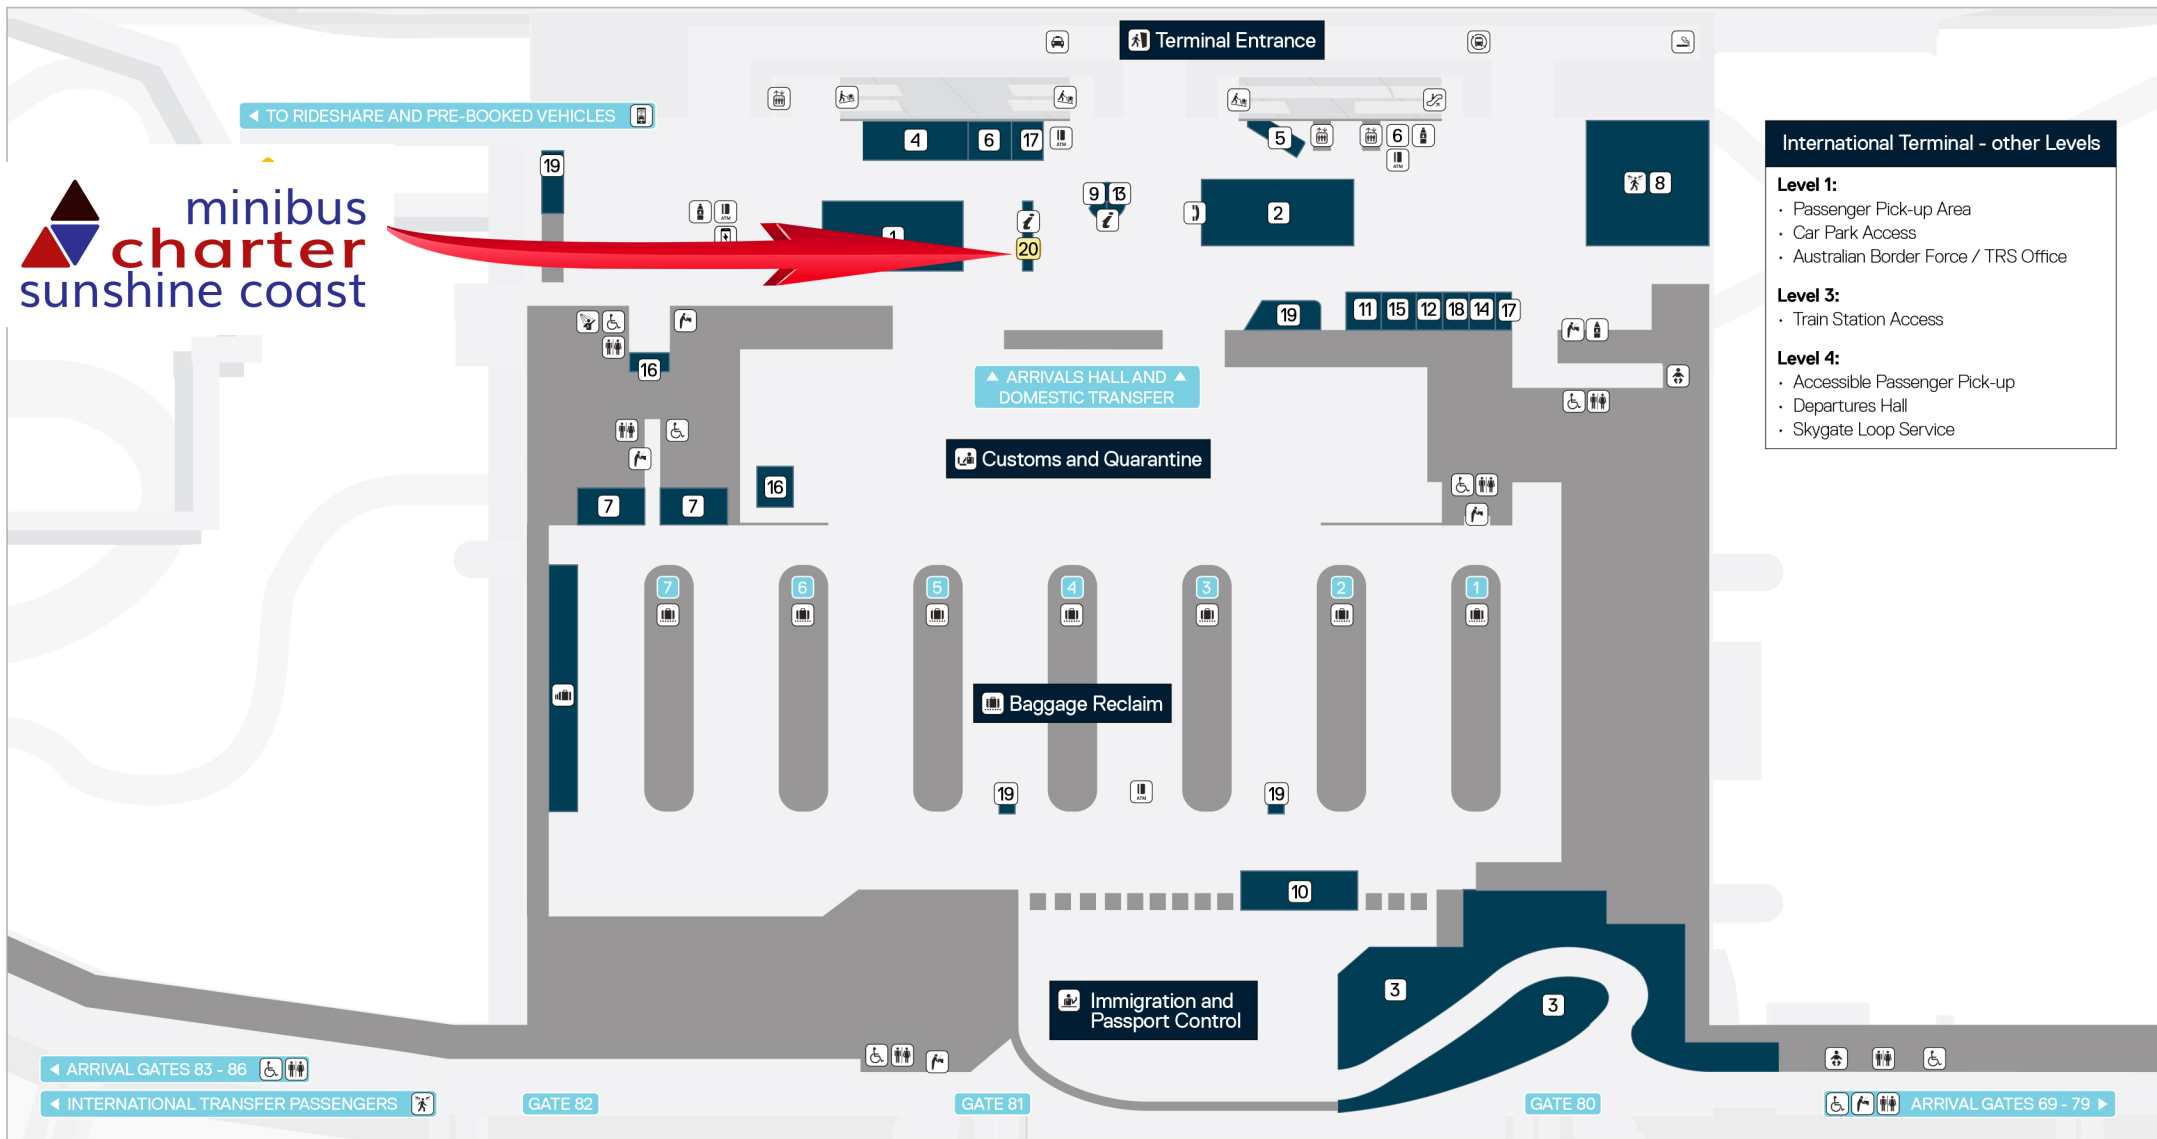 Terminal Entrance
◄ TO RIDESHARE AND PRE-BOOKED VEHICLES
minibus
charter
sunshine coast
19
4
6
17
ATM
5
6
ATM
8
ATM
1
20
9
13
2
19
11
15
12
18
14
17
16
▲ ARRIVALS HALL AND ▲
DOMESTIC TRANSFER
Customs and Quarantine
7
7
16
7
6
5
4
3
2
1
Baggage Reclaim
19
ATM
19
10
Immigration and
Passport Control
3
3
International Terminal - other Levels
Level 1:
• Passenger Pick-up Area
• Car Park Access
• Australian Border Force / TRS Office
Level 3:
• Train Station Access
Level 4:
• Accessible Passenger Pick-up
• Departures Hall
• Skygate Loop Service
◄ ARRIVAL GATES 83 - 86
◄ INTERNATIONAL TRANSFER PASSENGERS
GATE 82
GATE 81
GATE 80
ARRIVAL GATES 69 - 79 ►